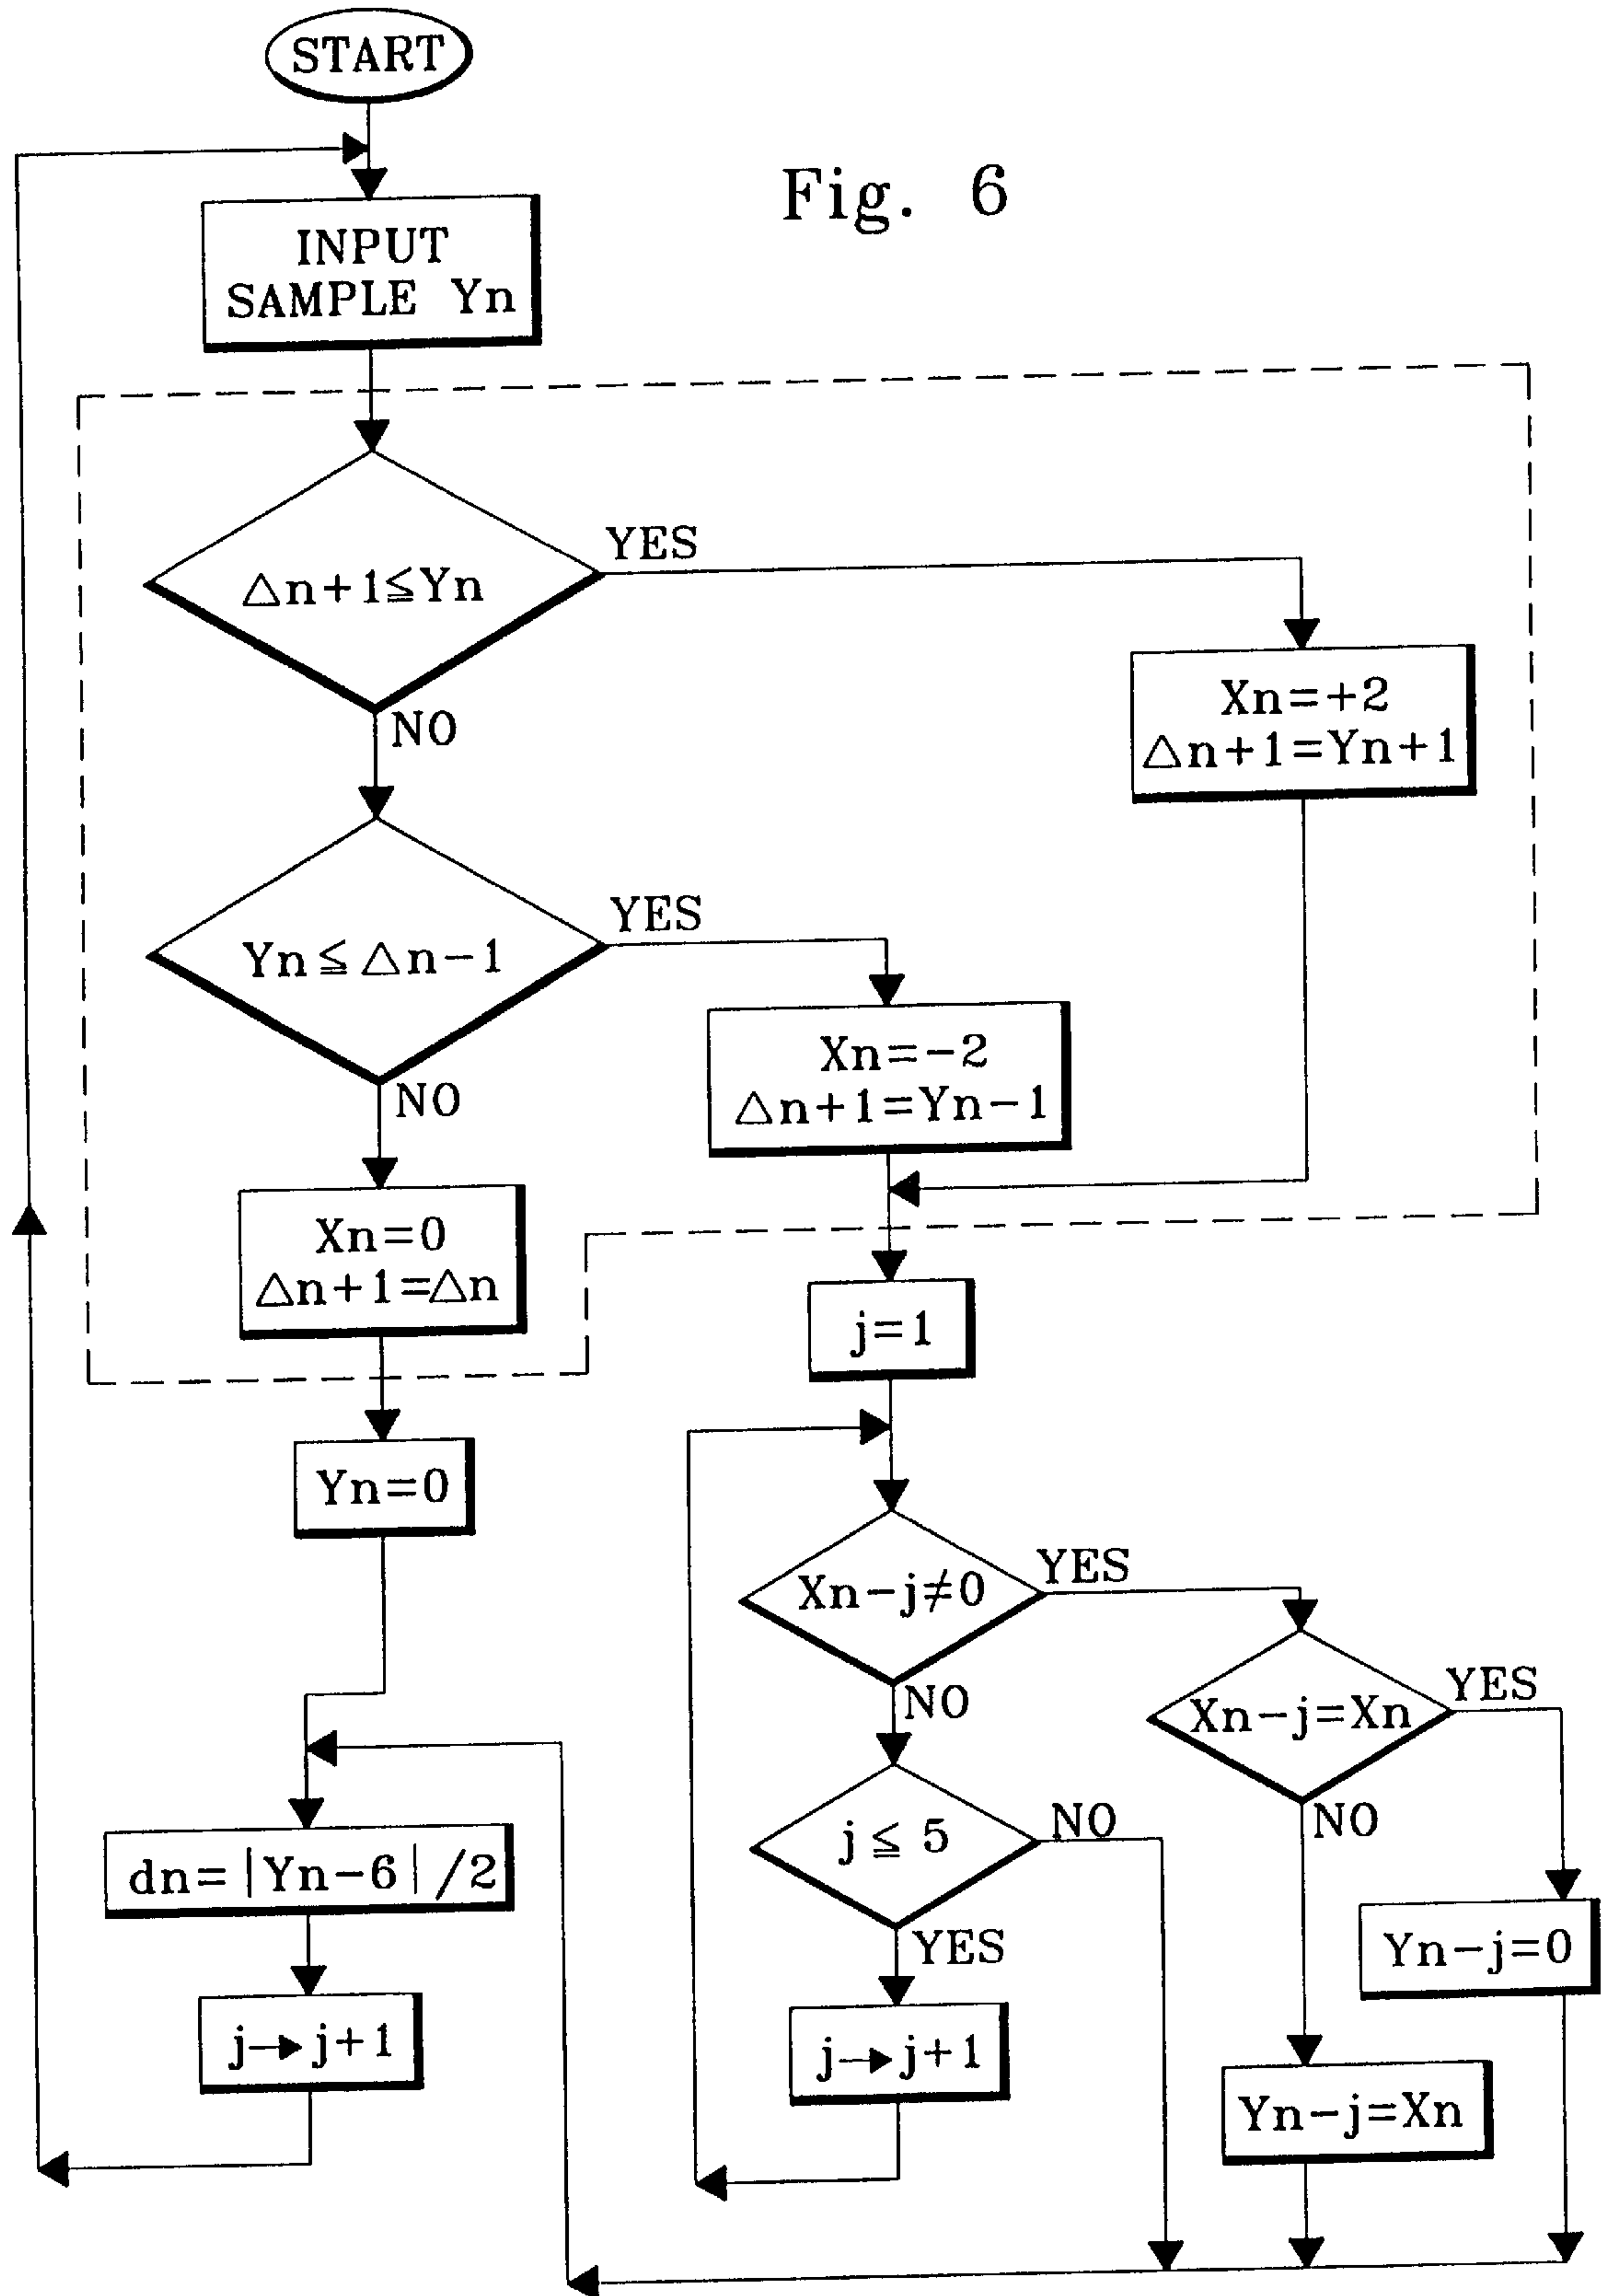 START
Fig. 6
INPUT
SAMPLE Yn
△n+1≦Yn
YES
NO
Xn=+2
△n+1=Yn+1
Yn≦△n-1
YES
NO
Xn=-2
△n+1=Yn-1
Xn=0
△n+1=△n
j=1
Yn=0
Xn-j≠0
YES
NO
Xn-j=Xn
YES
NO
j≦5
NO
YES
dn=|Yn-6|/2
Yn-j=0
j→j+1
j→j+1
Yn-j=Xn